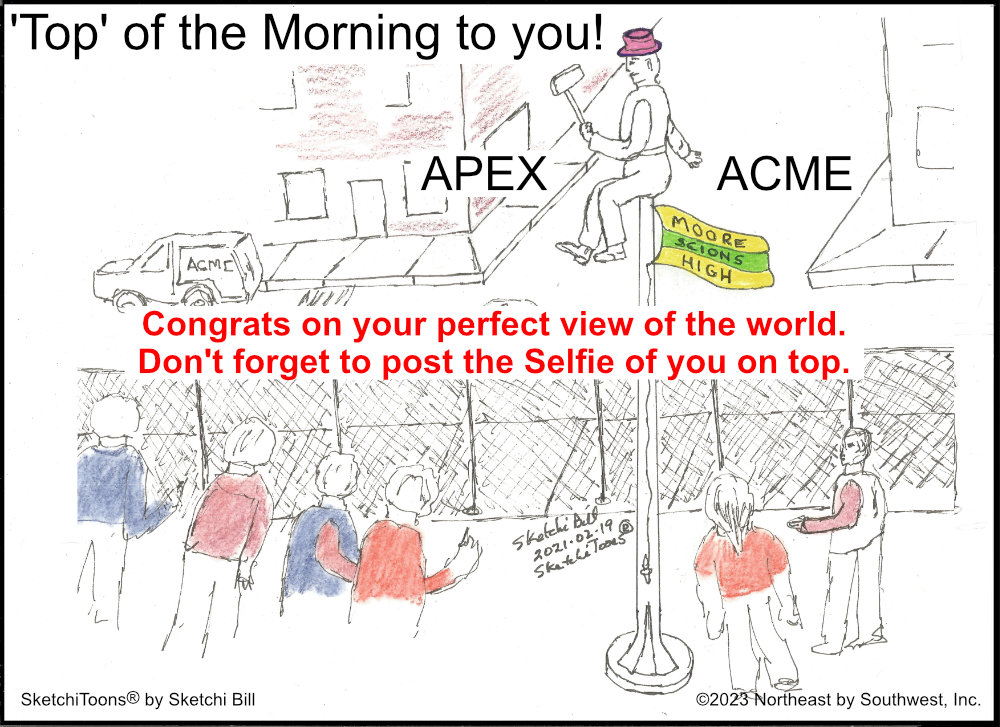 'Top' of the Morning to you!
APEX
ACME
MOORE
SCIONS
HIGH
ACME
Congrats on your perfect view of the world.
Don't forget to post the Selfie of you on top.
Sketchi Bill
2021.02.19 ®
SketchiToons
SketchiToons® by Sketchi Bill
©2023 Northeast by Southwest, Inc.